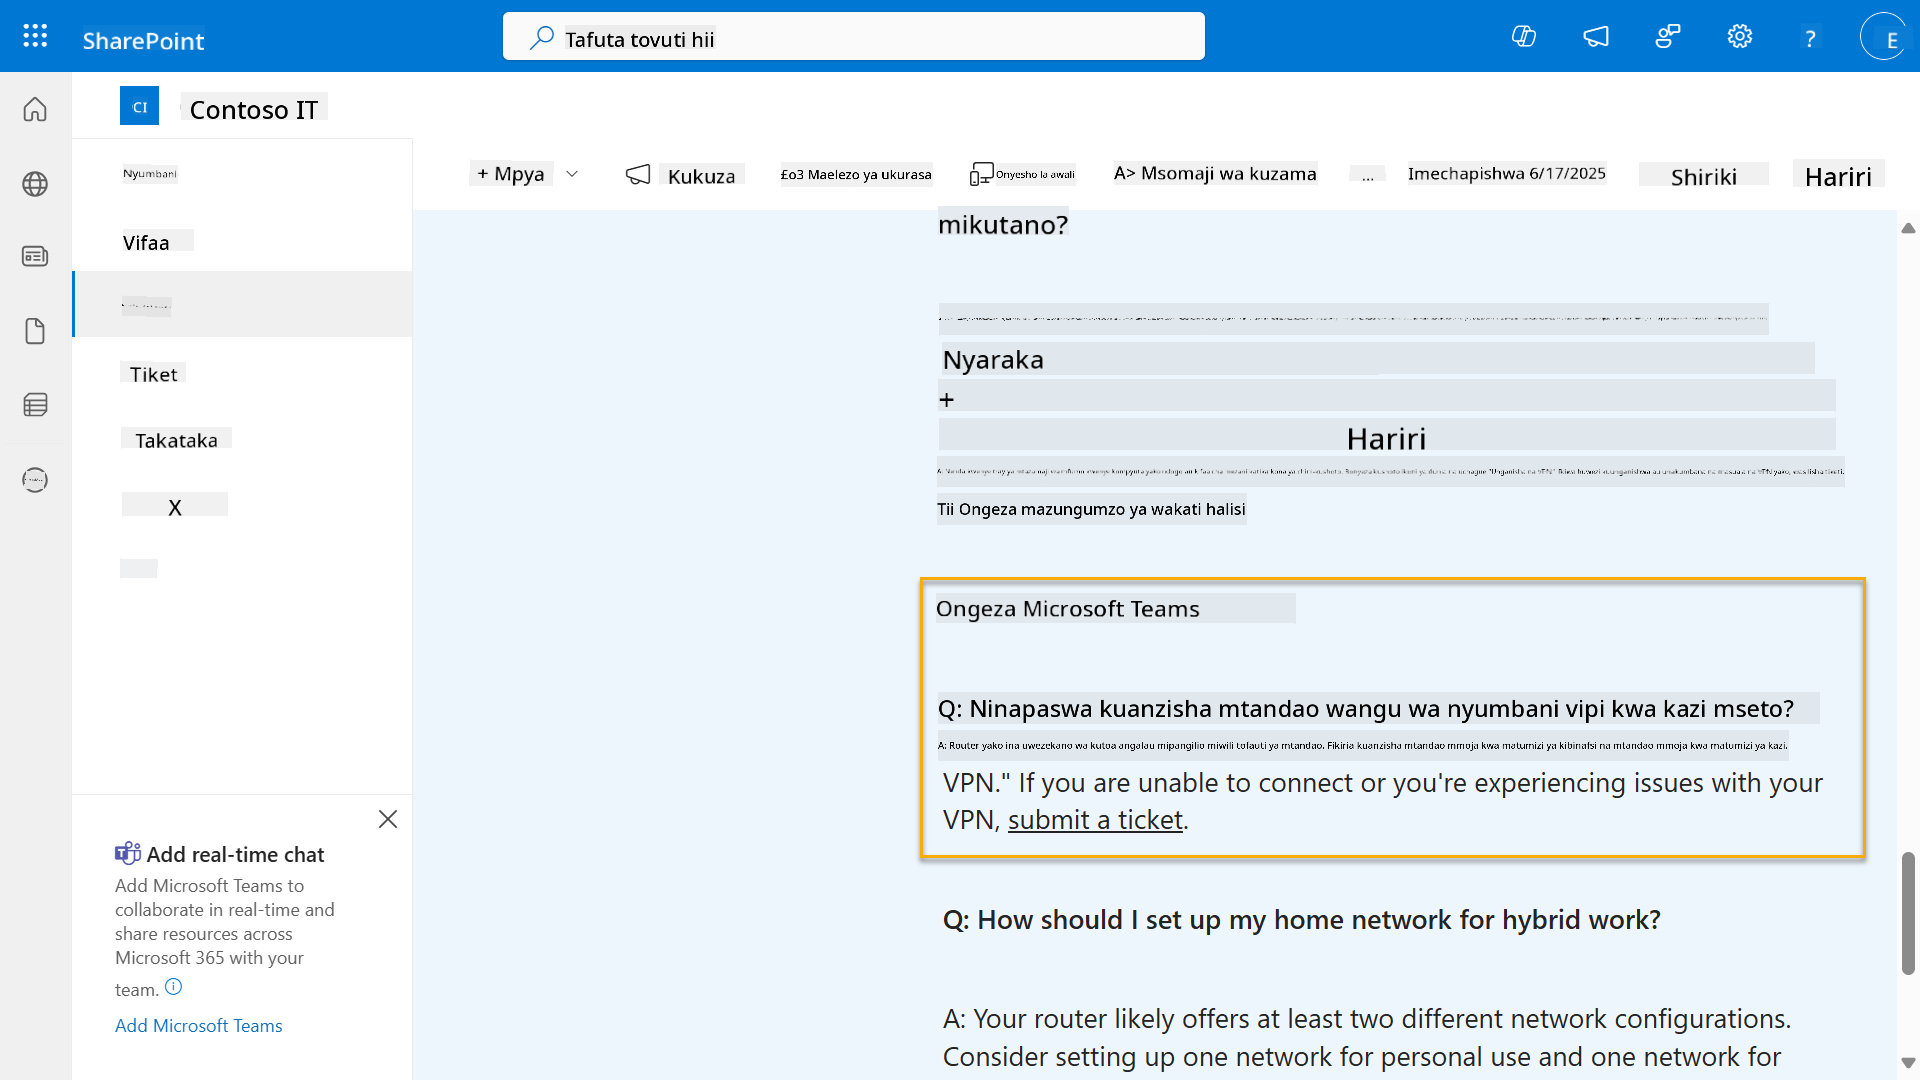 SharePoint
Tafuta tovuti hii
?
E
CI
Contoso IT
Nyumbani
Vifaa
Tiket
Takataka
X
+ Mpya
Kukuza
£o3 Maelezo ya ukurasa
Onyesho la awali
A> Msomaji wa kuzama
...
Imechapishwa 6/17/2025
Shiriki
Hariri
mikutano?
Nyaraka
+
Hariri
Tii Ongeza mazungumzo ya wakati halisi
Ongeza Microsoft Teams
Q: Ninapaswa kuanzisha mtandao wangu wa nyumbani vipi kwa kazi mseto?
A: Router yako ina uwezekano wa kutoa angalau mipangilio miwili tofauti ya mtandao. Fikiria kuanzisha mtandao mmoja kwa matumizi ya kibinafsi na mtandao mmoja kwa matumizi ya kazi.
VPN." If you are unable to connect or you're experiencing issues with your
VPN, submit a ticket.
Q: How should I set up my home network for hybrid work?
A: Your router likely offers at least two different network configurations.
Consider setting up one network for personal use and one network for
Add real-time chat
Add Microsoft Teams to
collaborate in real-time and
share resources across
Microsoft 365 with your
team.
Add Microsoft Teams